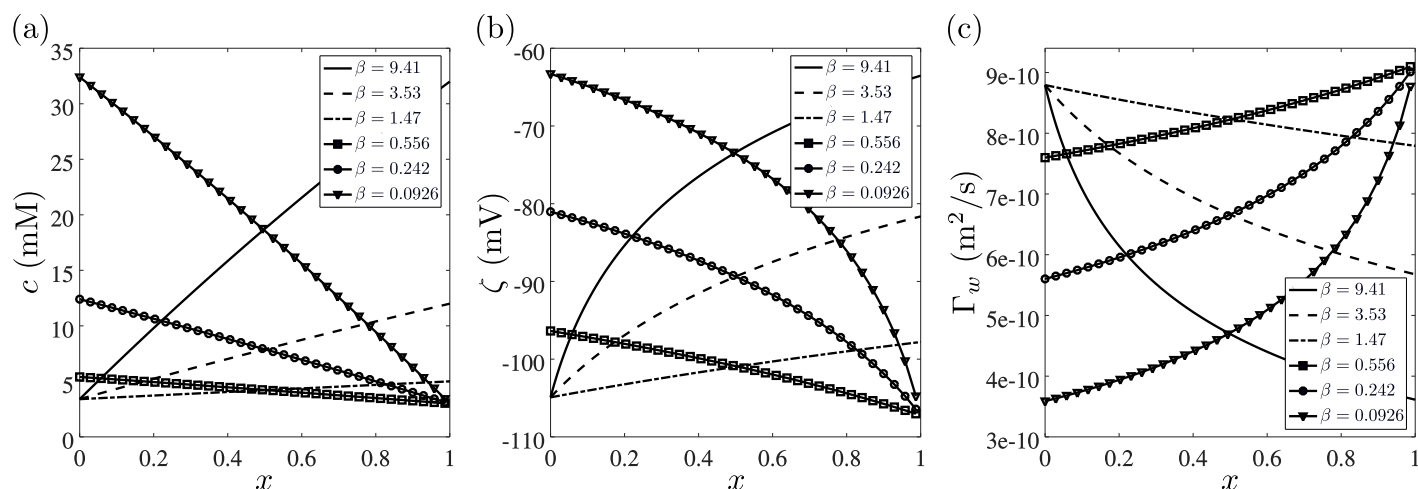 (a)
35
30
25
20
15
10
5
0
c (mM)
0 0.2 0.4 0.6 0.8 1
x
β = 9.41
β = 3.53
β = 1.47
β = 0.556
β = 0.242
β = 0.0926
(b)
-60
-70
-80
-90
-100
-110
ζ (mV)
0 0.2 0.4 0.6 0.8 1
x
β = 9.41
β = 3.53
β = 1.47
β = 0.556
β = 0.242
β = 0.0926
(c)
9e-10
8e-10
7e-10
6e-10
5e-10
4e-10
3e-10
Γw (m²/s)
0 0.2 0.4 0.6 0.8 1
x
β = 9.41
β = 3.53
β = 1.47
β = 0.556
β = 0.242
β = 0.0926